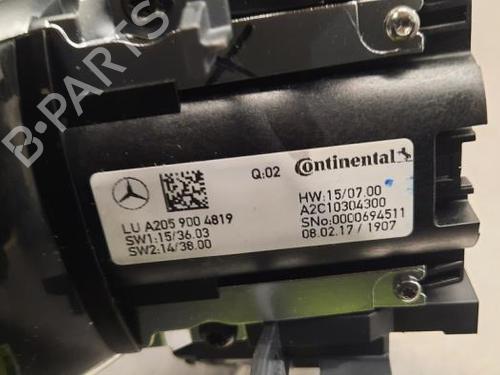 B-PARTS
Q:02
Continental
LU A205 900 4819
SW1:15/36.03
SW2:14/38.00
HW:15/07.00
A2C10304300
SNo:0000694511
08.02.17 / 1907